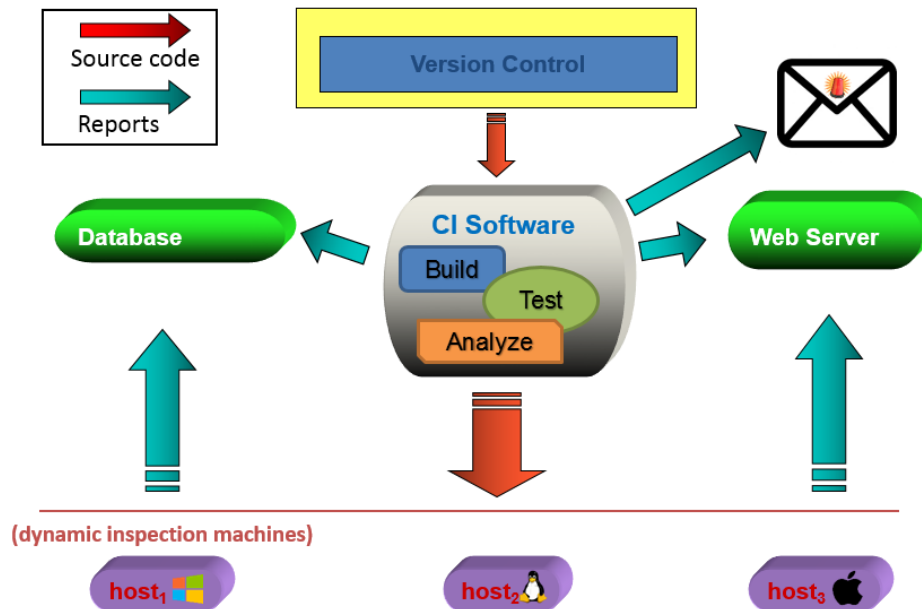 Source code
Reports
Version Control
CI Software
Database
Web Server
Build
Test
Analyze
(dynamic inspection machines)
host₁
host₂
host₃